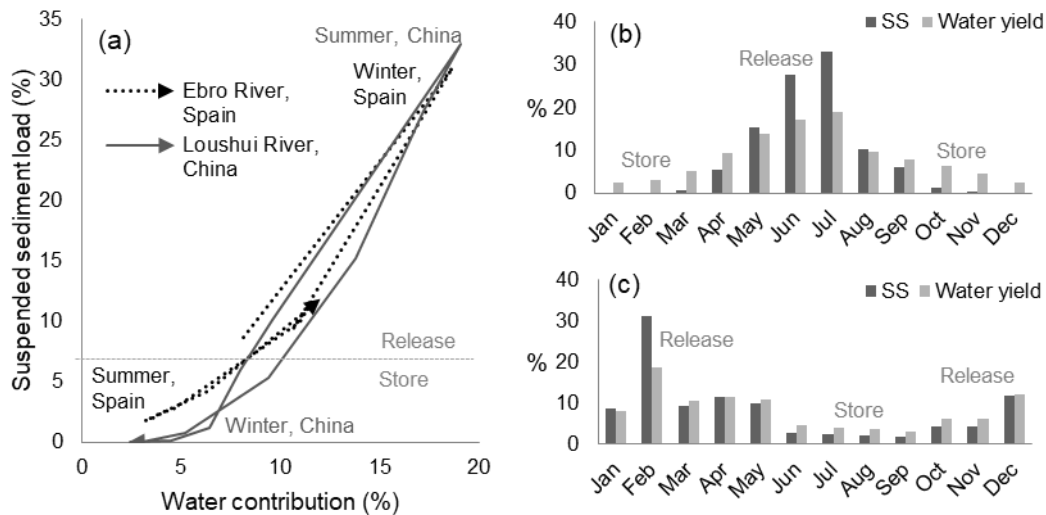 (a)
35
30
25
20
15
10
5
0
Suspended sediment load (%)
Summer, China
Winter,
Spain
Ebro River,
Spain
Loushui River,
China
Release
Store
Summer,
Spain
Winter, China
0 5 10 15 20
Water contribution (%)
(b)
SS Water yield
40
30
20
10
0
%
Store
Release
Store
Jan Feb Mar Apr May Jun Jul Aug Sep Oct Nov Dec
(c)
SS Water yield
40
30
20
10
0
%
Release
Store
Release
Jan Feb Mar Apr May Jun Jul Aug Sep Oct Nov Dec